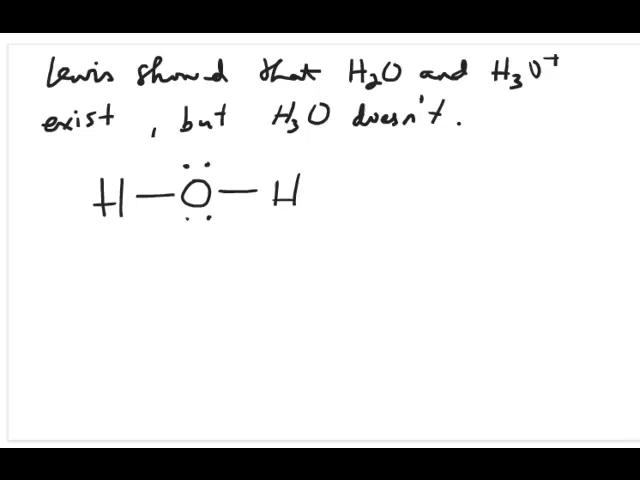 Lewis showed that H₂O and H₃O⁺
exist, but H₃O doesn't.
H — Ö — H